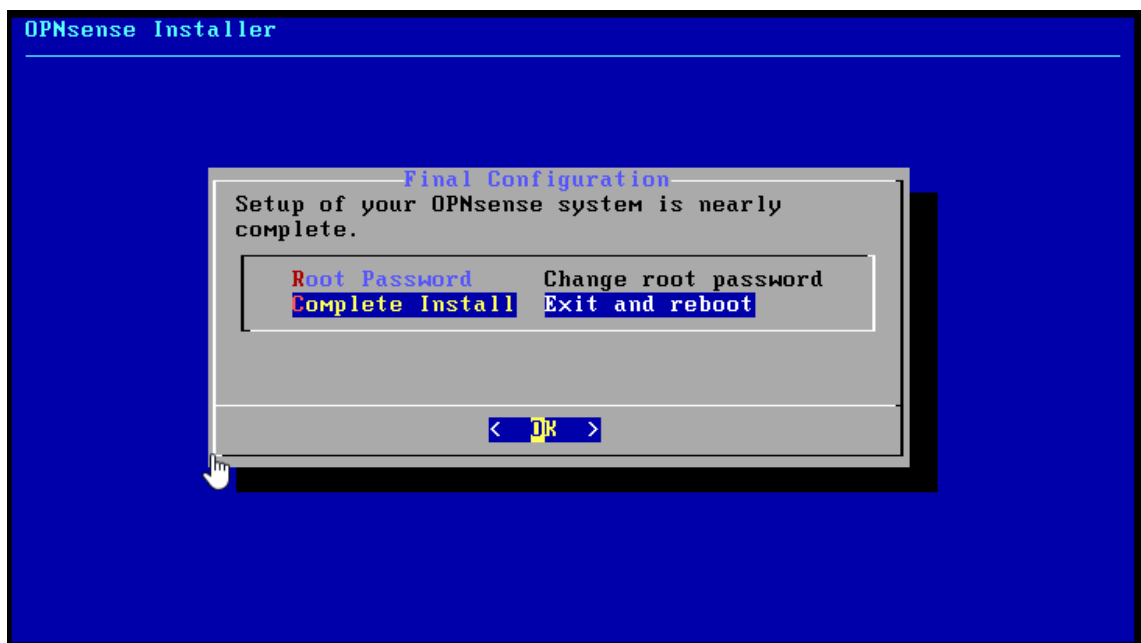 OPNsense Installer
Final Configuration
Setup of your OPNsense system is nearly
complete.
Root Password Change root password
Complete Install Exit and reboot
< OK >